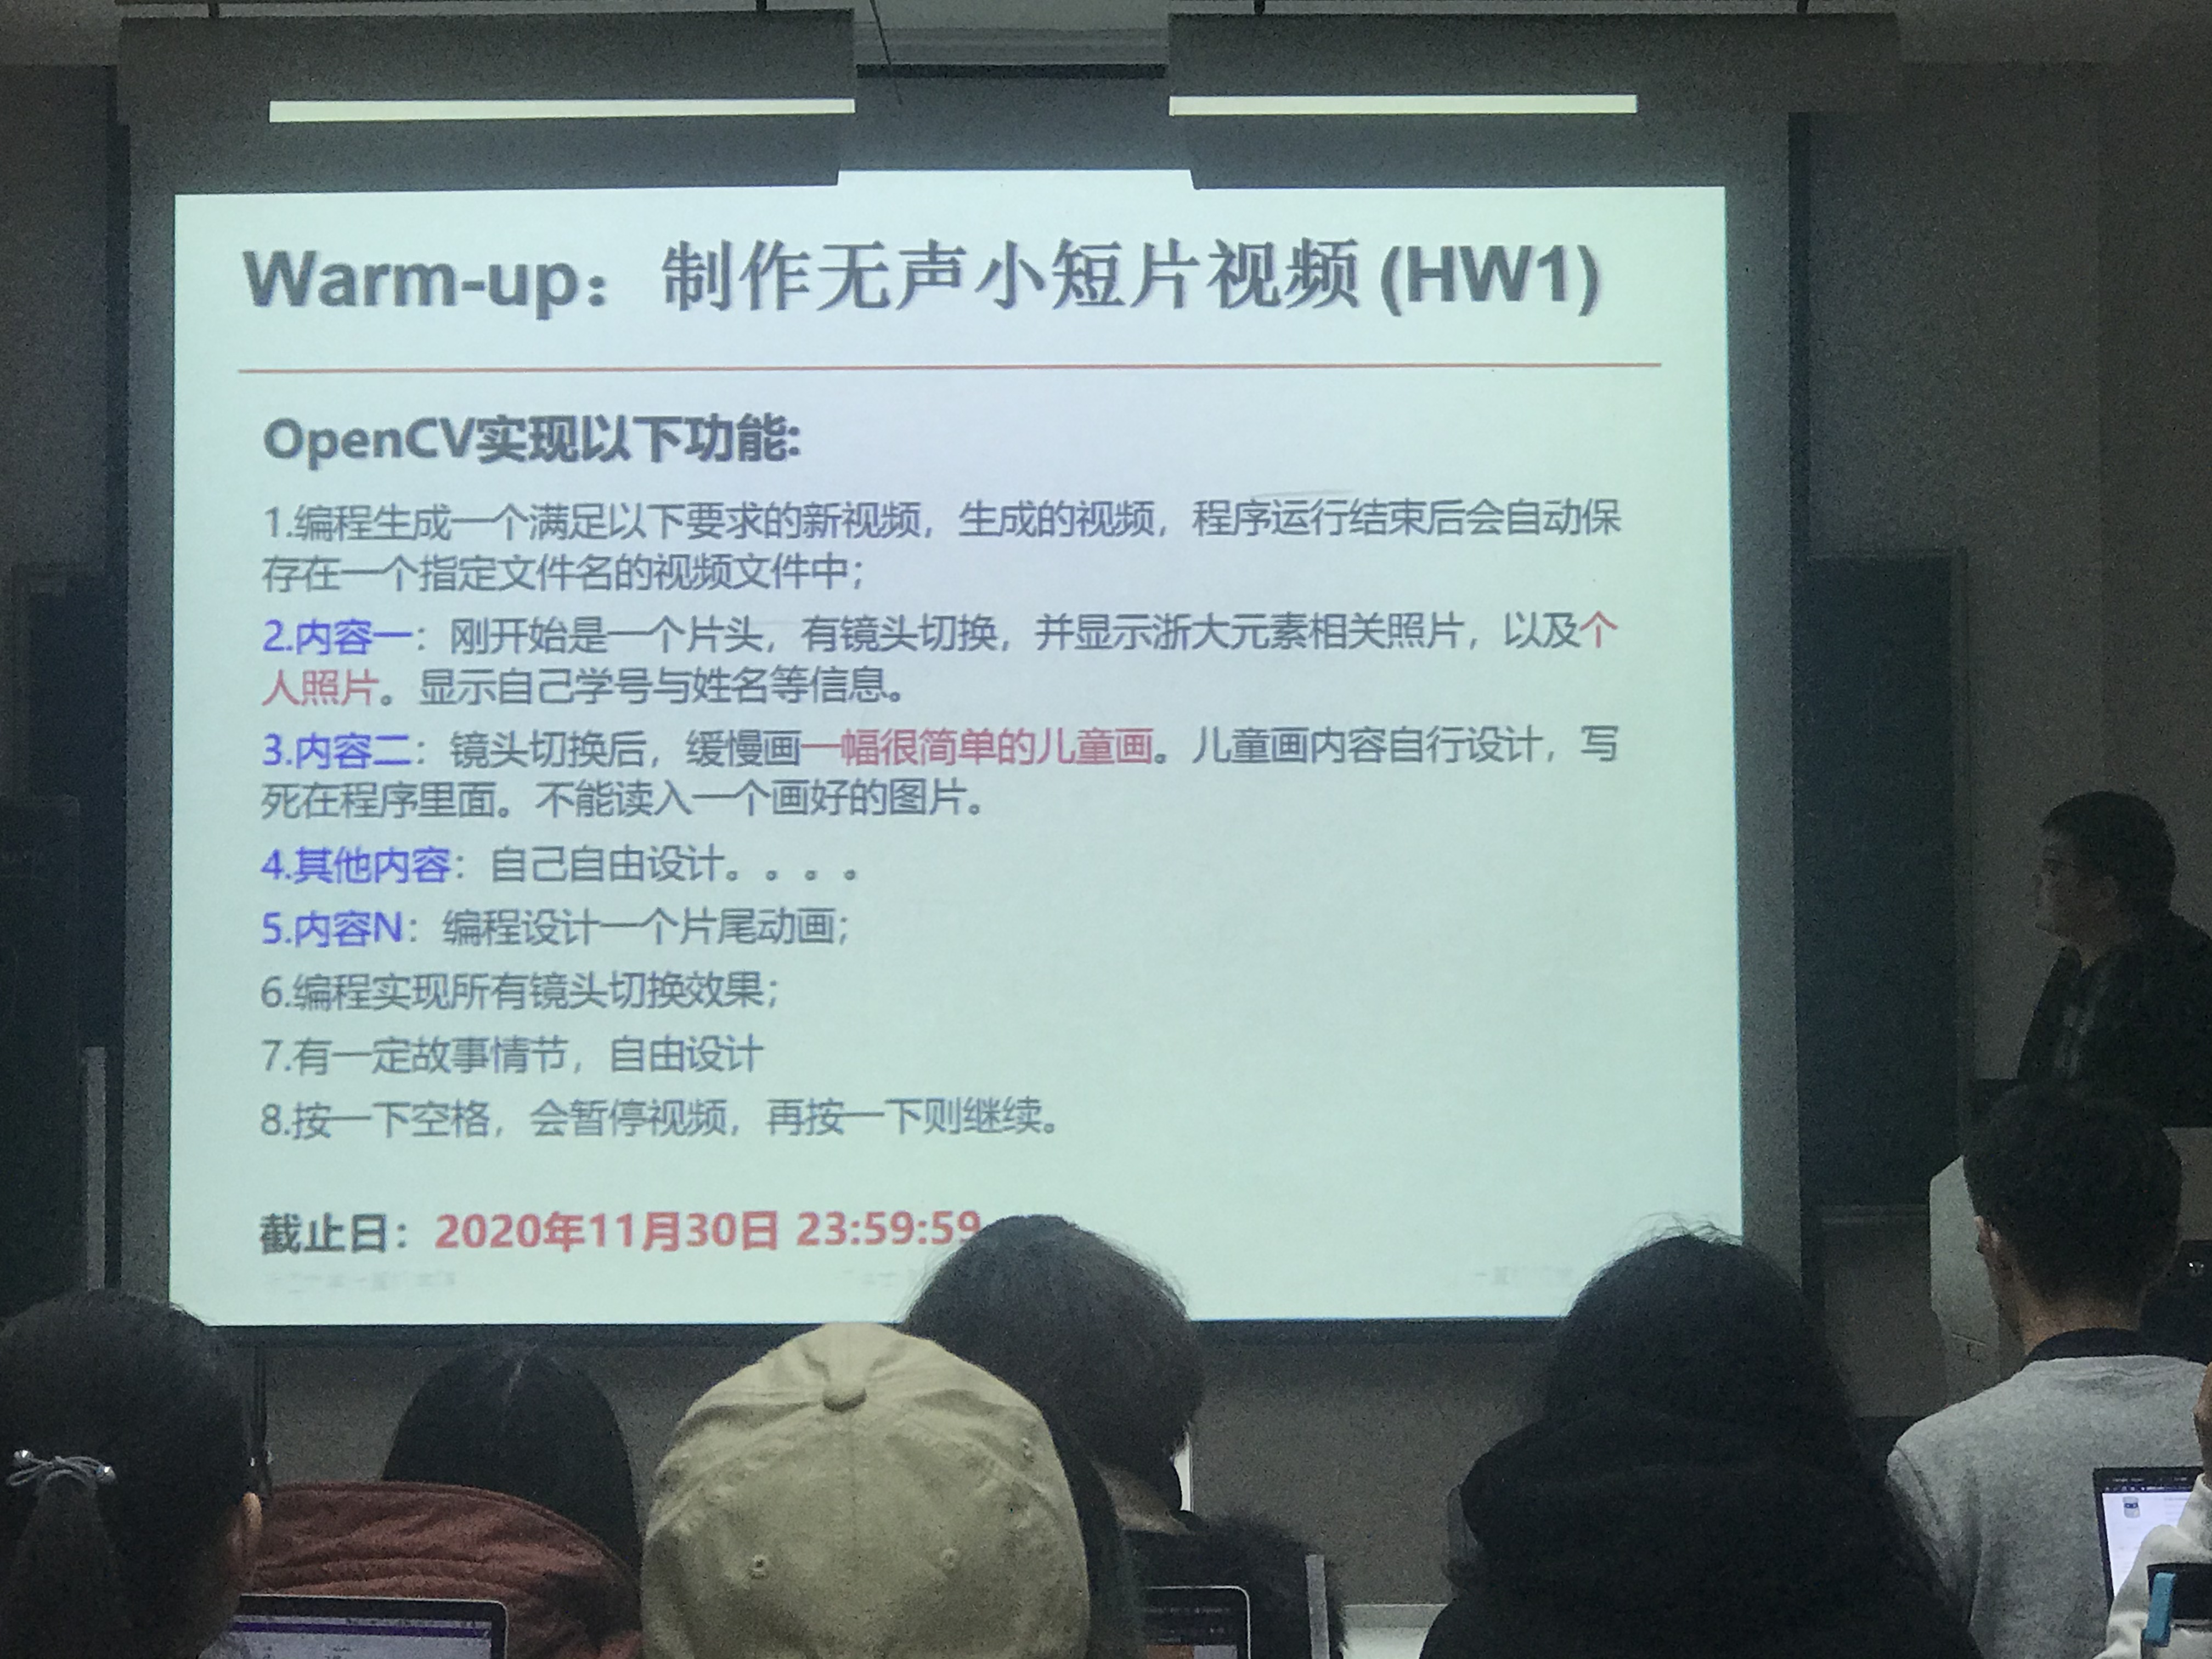 Warm-up：制作无声小短片视频 (HW1)
OpenCV实现以下功能:
1.编程生成一个满足以下要求的新视频，生成的视频，程序运行结束后会自动保
存在一个指定文件名的视频文件中；
2.内容一：刚开始是一个片头，有镜头切换，并显示浙大元素相关照片，以及个
人照片。显示自己学号与姓名等信息。
3.内容二：镜头切换后，缓慢画一幅很简单的儿童画。儿童画内容自行设计，写
死在程序里面。不能读入一个画好的图片。
4.其他内容：自己自由设计。。。。
5.内容N：编程设计一个片尾动画；
6.编程实现所有镜头切换效果；
7.有一定故事情节，自由设计
8.按一下空格，会暂停视频，再按一下则继续。
截止日：2020年11月30日 23:59:59